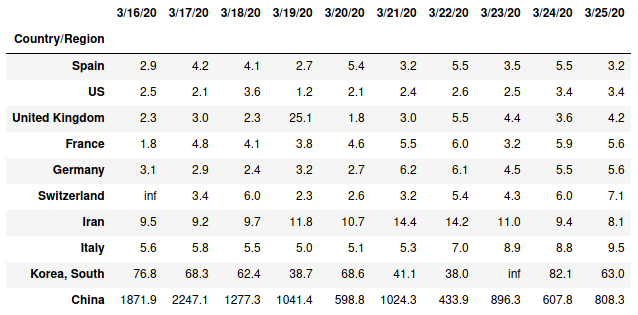 3/16/20 3/17/20 3/18/20 3/19/20 3/20/20 3/21/20 3/22/20 3/23/20 3/24/20 3/25/20
Country/Region
Spain 2.9 4.2 4.1 2.7 5.4 3.2 5.5 3.5 5.5 3.2
US 2.5 2.1 3.6 1.2 2.1 2.4 2.6 2.5 3.4 3.4
United Kingdom 2.3 3.0 2.3 25.1 1.8 3.0 5.5 4.4 3.6 4.2
France 1.8 4.8 4.1 3.8 4.6 5.5 6.0 3.2 5.9 5.6
Germany 3.1 2.9 2.4 3.2 2.7 6.2 6.1 4.5 5.5 5.6
Switzerland inf 3.4 6.0 2.3 2.6 3.2 5.4 4.3 6.0 7.1
Iran 9.5 9.2 9.7 11.8 10.7 14.4 14.2 11.0 9.4 8.1
Italy 5.6 5.8 5.5 5.0 5.1 5.3 7.0 8.9 8.8 9.5
Korea, South 76.8 68.3 62.4 38.7 68.6 41.1 38.0 inf 82.1 63.0
China 1871.9 2247.1 1277.3 1041.4 598.8 1024.3 433.9 896.3 607.8 808.3